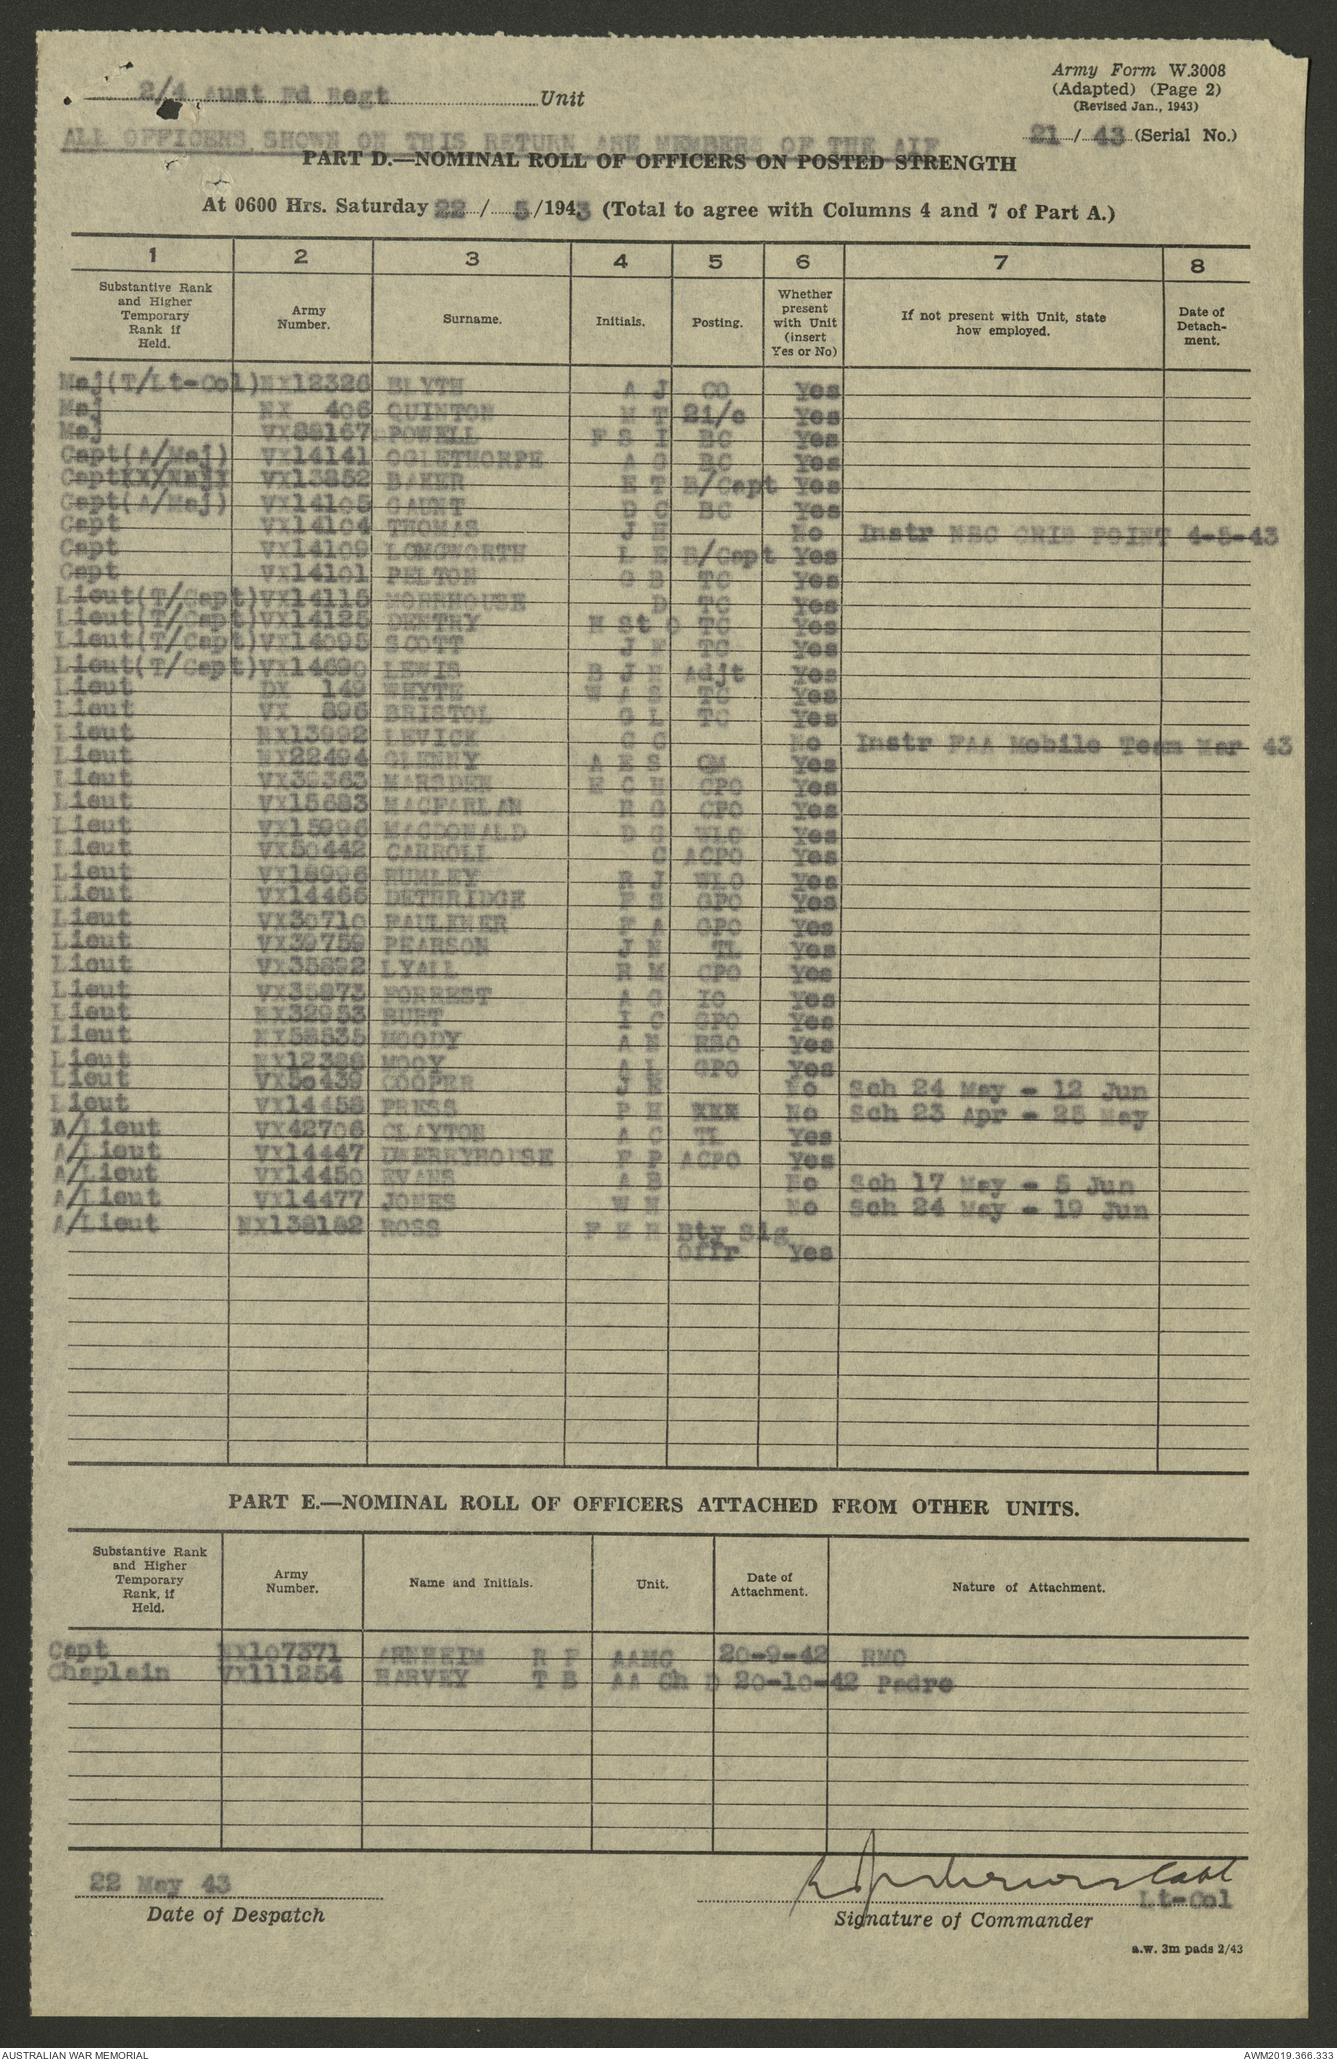 Army Form W.3008
(Adapted) (Page 2)
(Revised Jan., 1943)
2/4 Aust Fd Regt Unit
21 / 43 (Serial No.)
ALL OFFICERS SHOWN ON THIS RETURN ARE MEMBERS OF THE AIF
PART D.—NOMINAL ROLL OF OFFICERS ON POSTED STRENGTH
At 0600 Hrs. Saturday 22 / 5 /1943 (Total to agree with Columns 4 and 7 of Part A.)
1 2 3 4 5 6 7 8
Substantive Rank and Higher Temporary Rank if Held. Army Number. Surname. Initials. Posting. Whether present with Unit (insert Yes or No) If not present with Unit, state how employed. Date of Detach-ment.
Maj(T/Lt-Col) NX12326 BLYTH A J CO Yes
Maj NX 406 QUINTON H T 2i/c Yes
Maj VX88167 POWELL F S I BC Yes
Capt(A/Maj) VX14141 OGLETHORPE A G BC Yes
Capt VX13852 BAKER E T B/Capt Yes
Capt(A/Maj) VX14105 GAUNT D C BC Yes
Capt VX14104 THOMAS J H No Instr NBC CRIB POINT 4-5-43
Capt VX14109 LONGWORTH L E B/Capt Yes
Capt VX14101 PELTON G B TC Yes
Lieut(T/Capt) VX14115 MORRHOUSE D TC Yes
Lieut(T/Capt) VX14125 DENTRY H St O TC Yes
Lieut(T/Capt) VX14095 SCOTT J F TC Yes
Lieut(T/Capt) VX14690 LEWIS B J H Adjt Yes
Lieut DX 149 WHYTE W A S TC Yes
Lieut VX 896 BRISTOL G L TC Yes
Lieut NX13992 LEVICK C G No Instr FAA Mobile Team Mar 43
Lieut NX22494 GLENNY A E S QM Yes
Lieut VX39363 MARSDEN E C H CPO Yes
Lieut VX15683 MACFARLAN R G CPO Yes
Lieut VX15996 MACDONALD D G WLO Yes
Lieut VX50442 CARROLL G ACPO Yes
Lieut VX18996 RUMLEY R J WLO Yes
Lieut VX14466 DETHRIDGE F S GPO Yes
Lieut VX30710 FAULKNER F A GPO Yes
Lieut VX39759 PEARSON J N TL Yes
Lieut VX35892 LYALL R M CPO Yes
Lieut VX35873 FORREST A G IO Yes
Lieut NX32953 BURT I C GPO Yes
Lieut NX58535 MOODY A N RSO Yes
Lieut NX12388 MOOY A L GPO Yes
Lieut VX50439 COOPER J E No Sch 24 May - 12 Jun
Lieut VX14458 PRESS P H No Sch 23 Apr - 25 May
A/Lieut VX42706 CLAYTON A C TL Yes
A/Lieut VX14447 DWERRYHOUSE F P ACPO Yes
A/Lieut VX14450 EVANS A B No Sch 17 May - 5 Jun
A/Lieut VX14477 JONES W H No Sch 24 May - 19 Jun
A/Lieut NX138182 ROSS F E H Bty Sig
Offr Yes
PART E.—NOMINAL ROLL OF OFFICERS ATTACHED FROM OTHER UNITS.
Substantive Rank and Higher Temporary Rank, if Held. Army Number. Name and Initials. Unit. Date of Attachment. Nature of Attachment.
Capt NX107371 ARNHEIM R F AAMC 20-9-42 RMO
Chaplain VX111254 HARVEY T B AA Ch D 20-10-42 Padre
22 May 43
Date of Despatch
Capt
Lt-Col
Signature of Commander
a.w. 3m pads 2/43
AUSTRALIAN WAR MEMORIAL
AWM2019.366.333